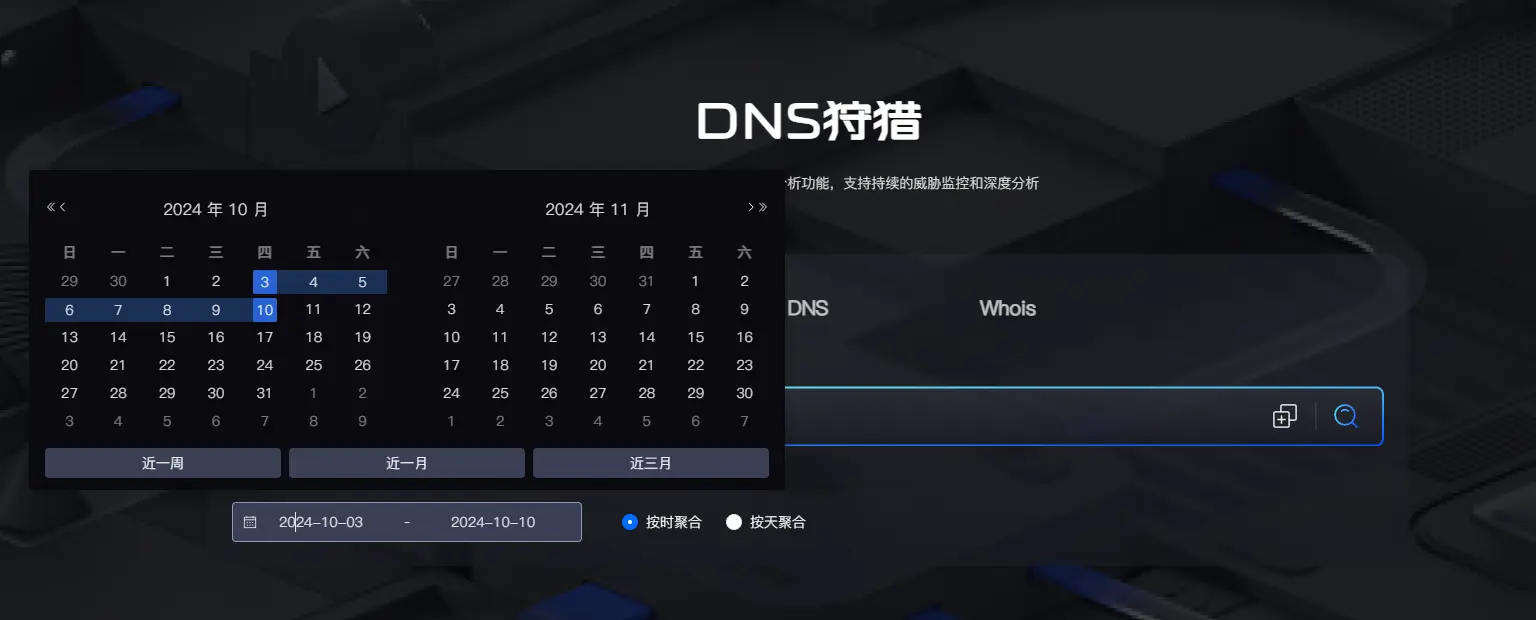 DNS狩猎
析功能，支持持续的威胁监控和深度分析
2024 年 10 月
日 一 二 三 四 五 六
29 30 1 2 3 4 5
6 7 8 9 10 11 12
13 14 15 16 17 18 19
20 21 22 23 24 25 26
27 28 29 30 31 1 2
3 4 5 6 7 8 9
2024 年 11 月
日 一 二 三 四 五 六
27 28 29 30 31 1 2
3 4 5 6 7 8 9
10 11 12 13 14 15 16
17 18 19 20 21 22 23
24 25 26 27 28 29 30
1 2 3 4 5 6 7
近一周 近一月 近三月
DNS Whois
2024-10-03 - 2024-10-10 按时聚合 按天聚合